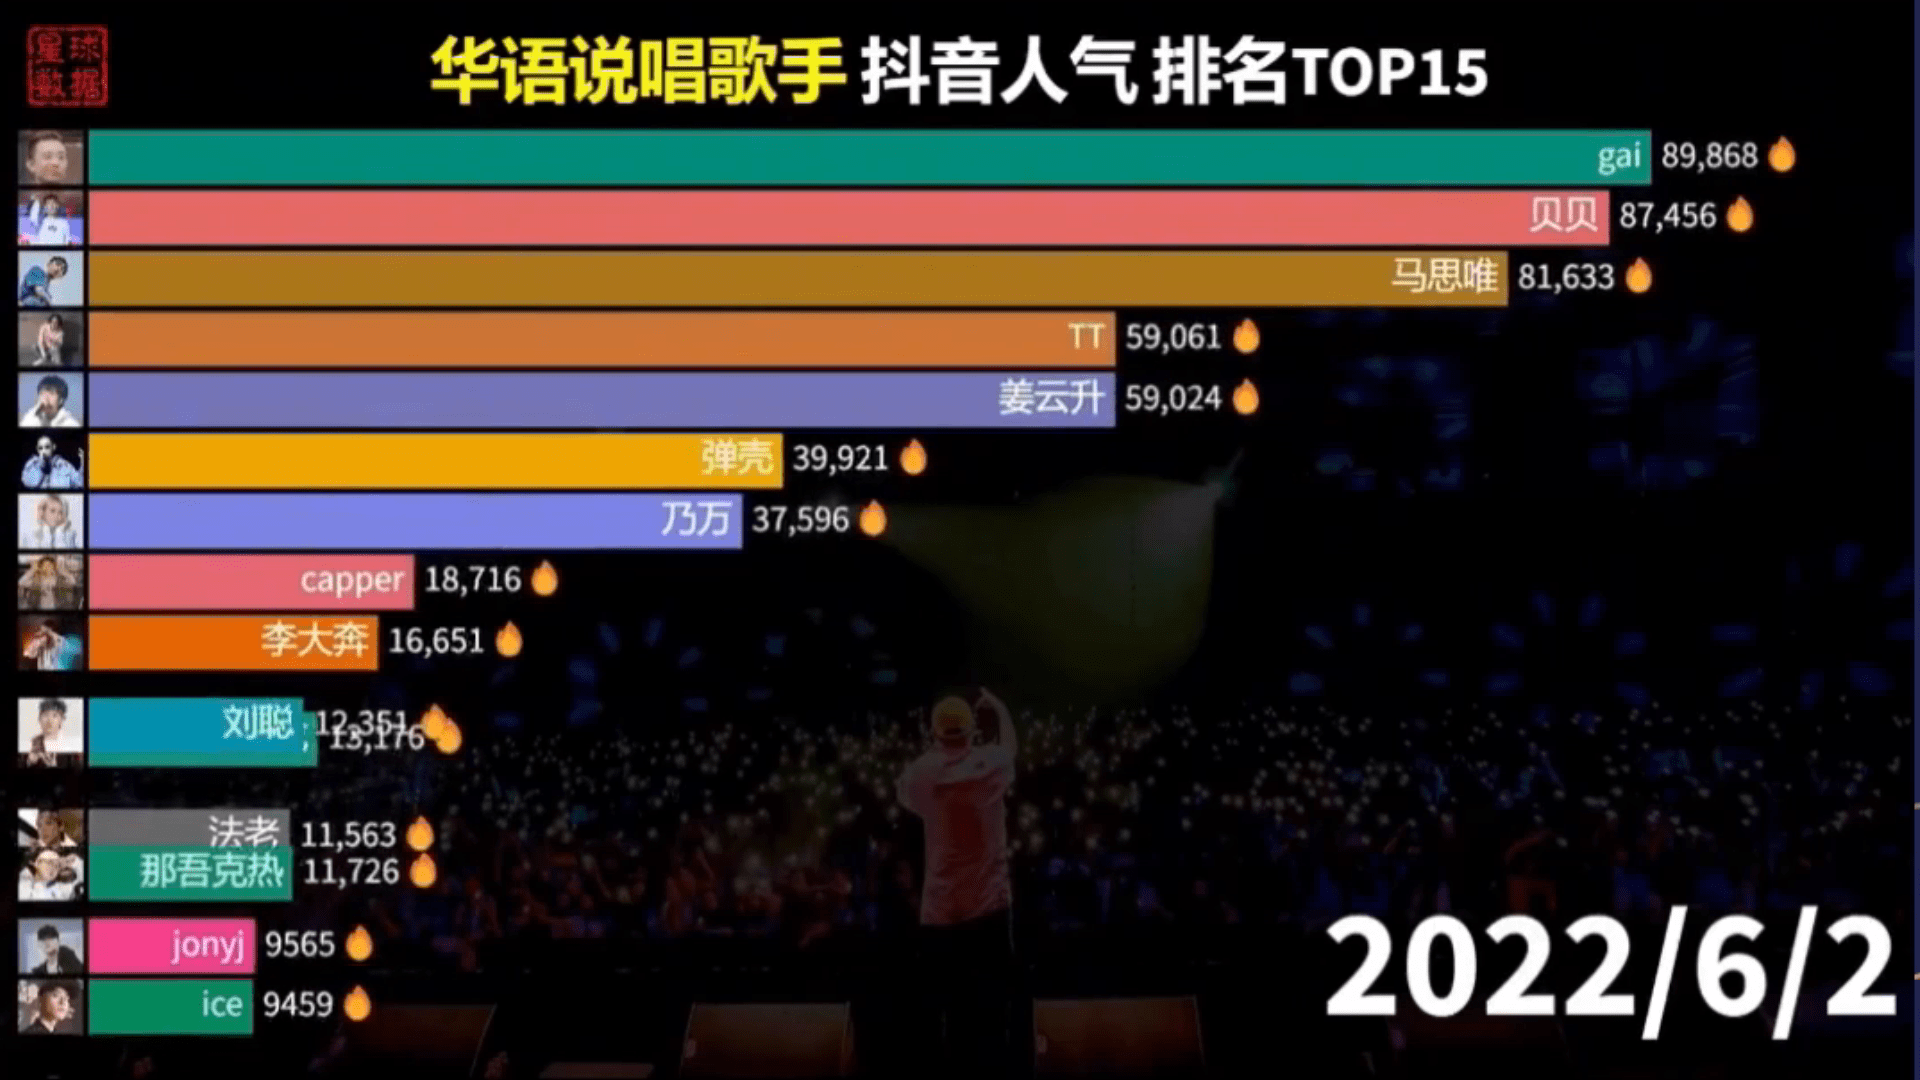 星球
数据
华语说唱歌手 抖音人气 排名TOP15
gai 89,868
贝贝 87,456
马思唯 81,633
TT 59,061
姜云升 59,024
弹壳 39,921
乃万 37,596
capper 18,716
李大奔 16,651
刘聪 12,351
13,176
法老 11,563
那吾克热 11,726
jonyj 9565
ice 9459
2022/6/2